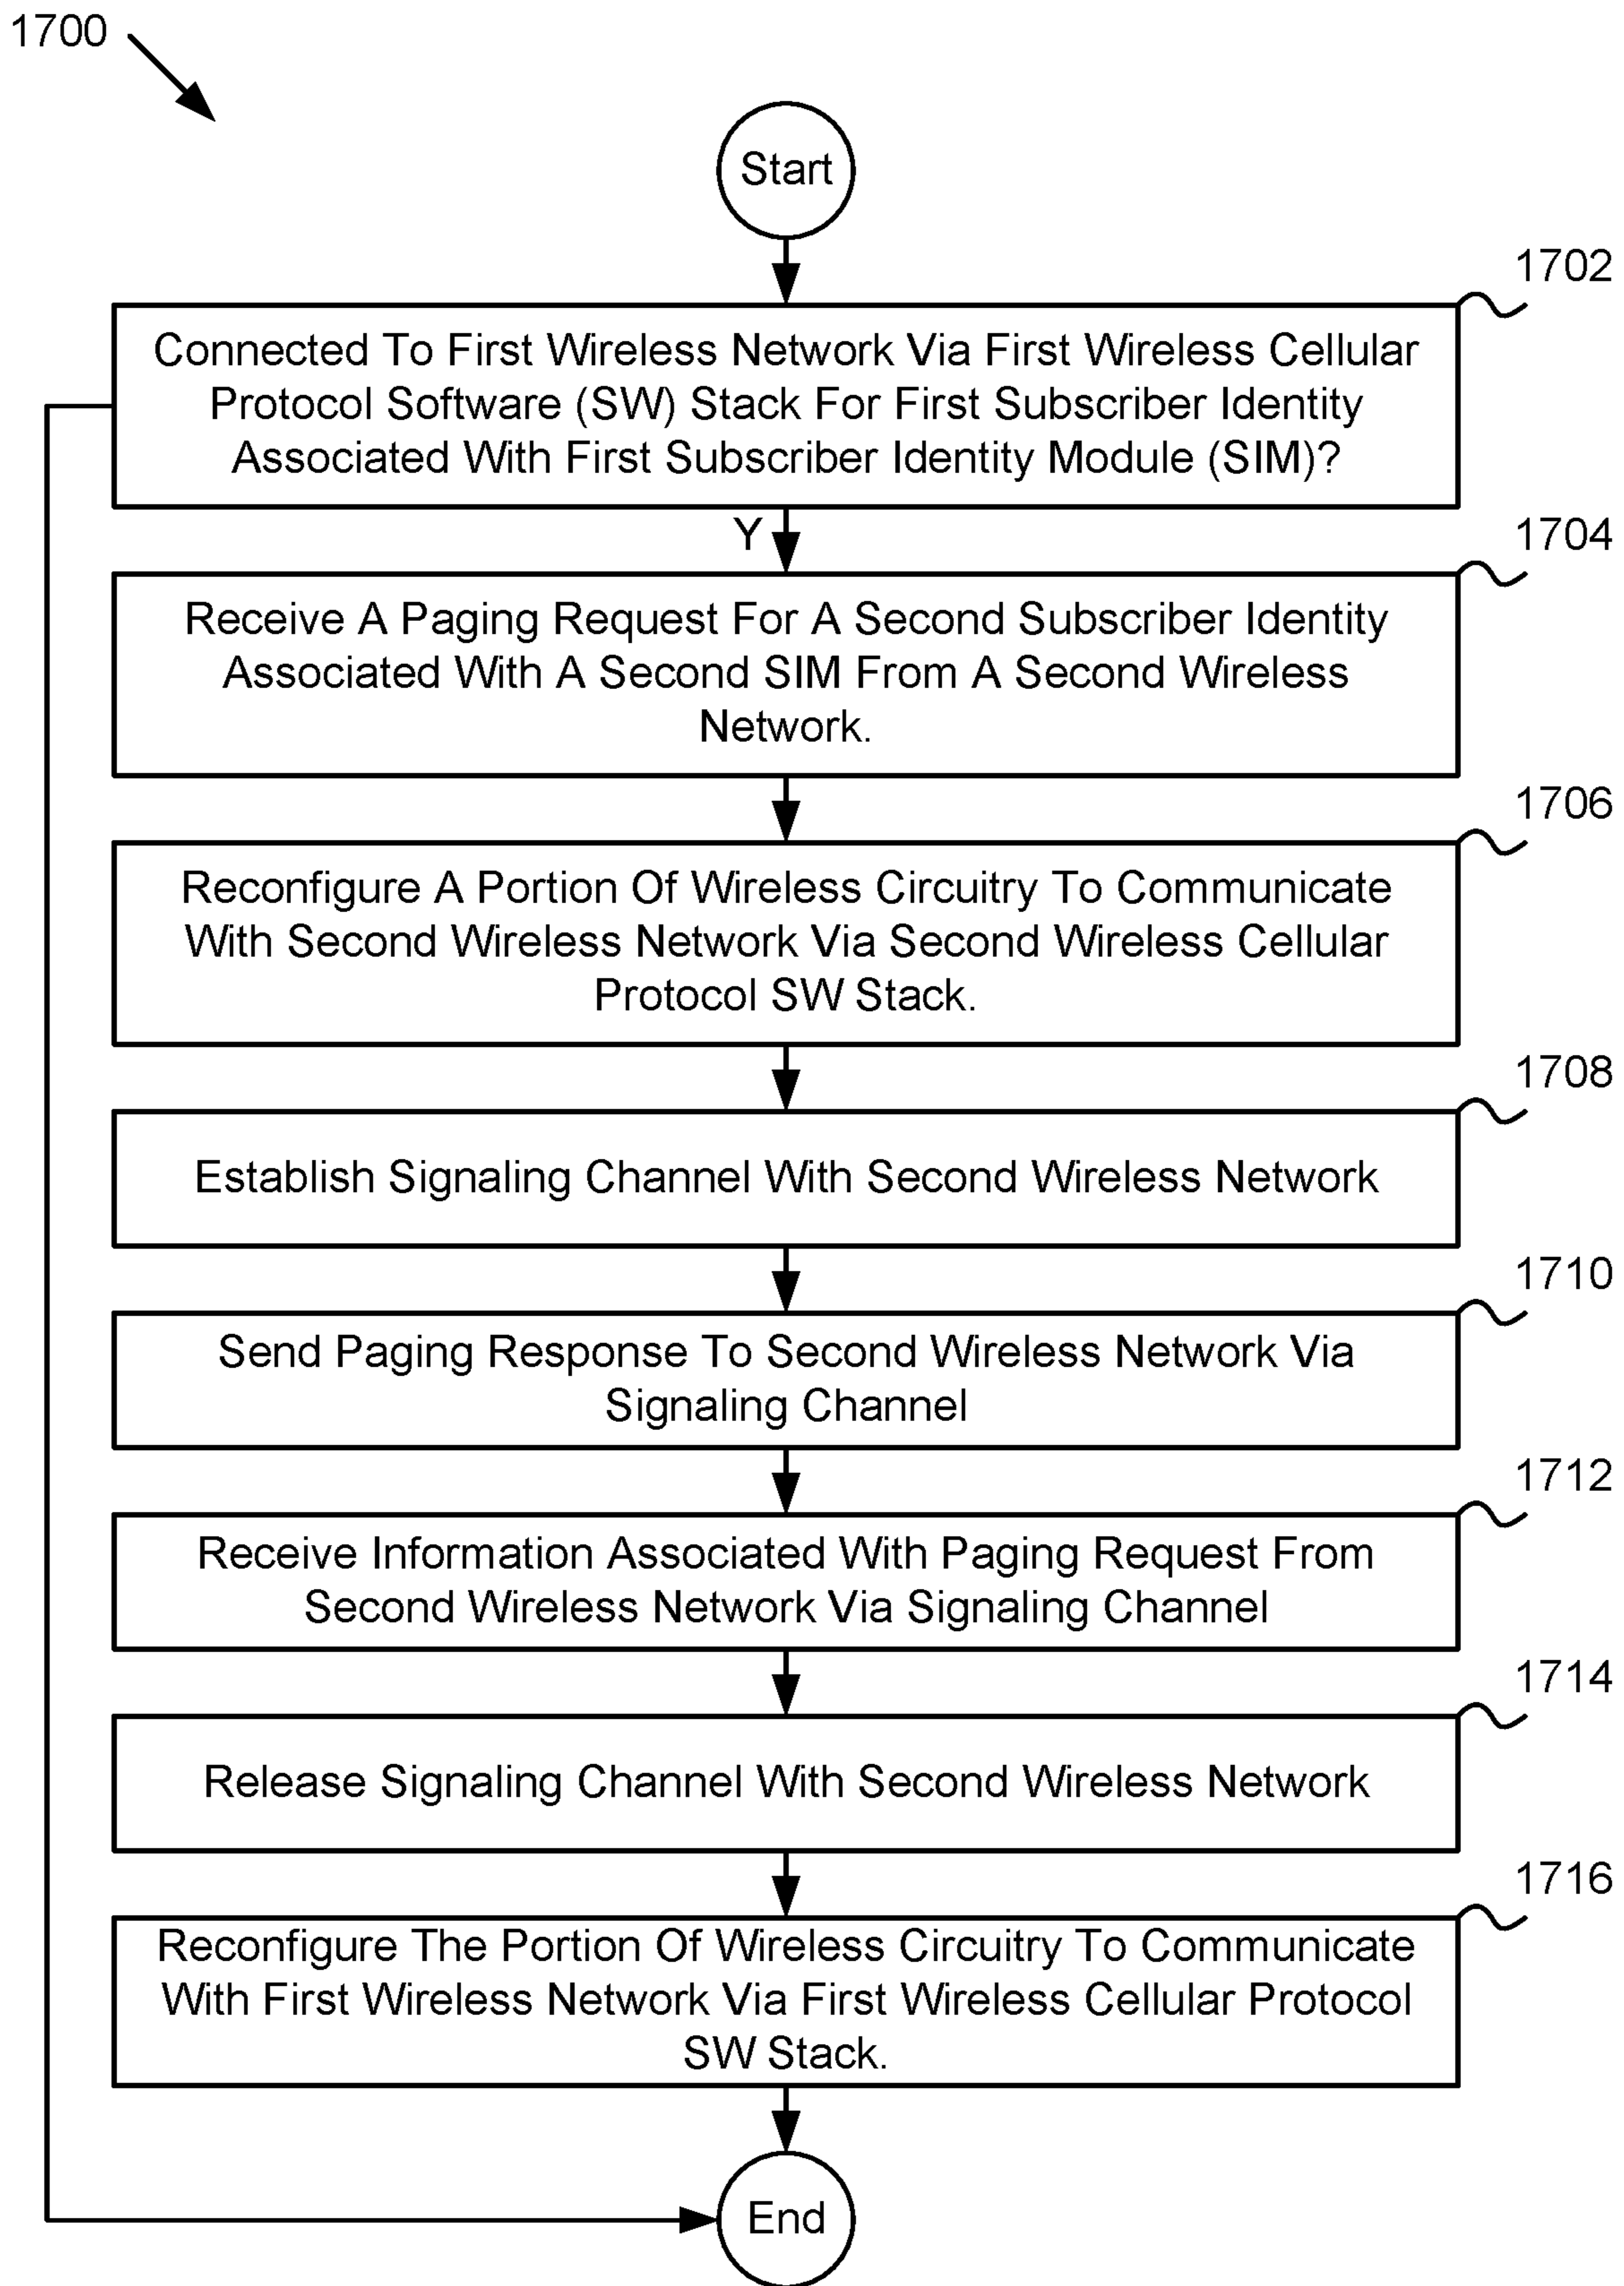 1700
Start
1702
Connected To First Wireless Network Via First Wireless Cellular
Protocol Software (SW) Stack For First Subscriber Identity
Associated With First Subscriber Identity Module (SIM)?
Y
1704
Receive A Paging Request For A Second Subscriber Identity
Associated With A Second SIM From A Second Wireless
Network.
1706
Reconfigure A Portion Of Wireless Circuitry To Communicate
With Second Wireless Network Via Second Wireless Cellular
Protocol SW Stack.
1708
Establish Signaling Channel With Second Wireless Network
1710
Send Paging Response To Second Wireless Network Via
Signaling Channel
1712
Receive Information Associated With Paging Request From
Second Wireless Network Via Signaling Channel
1714
Release Signaling Channel With Second Wireless Network
1716
Reconfigure The Portion Of Wireless Circuitry To Communicate
With First Wireless Network Via First Wireless Cellular Protocol
SW Stack.
End